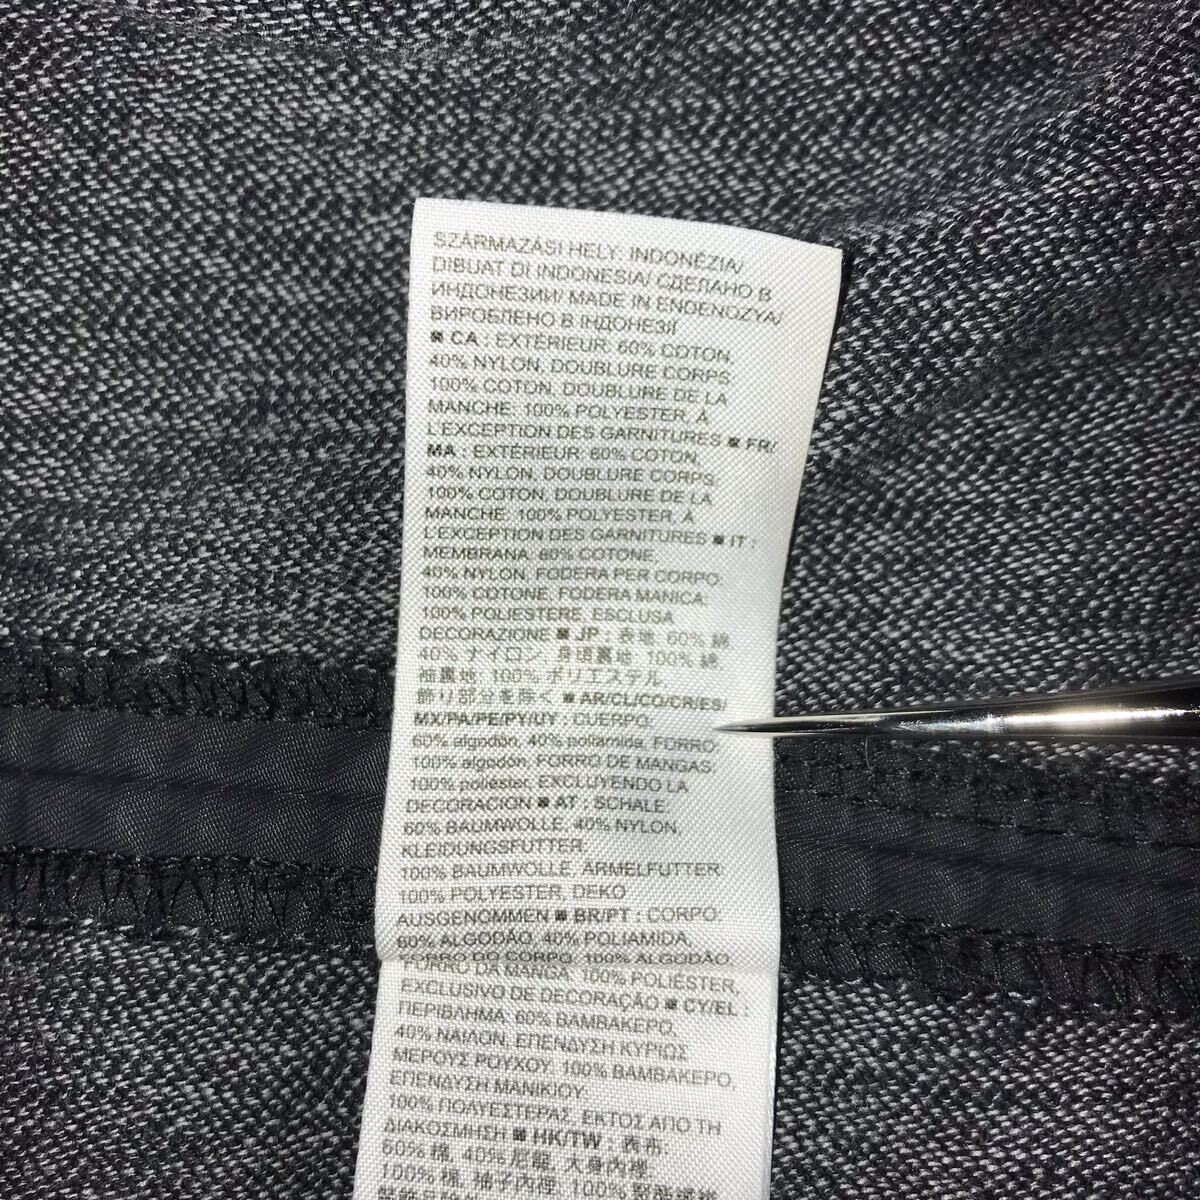 SZÁRMAZÁSI HELY: INDONÉZIA/
DIBUAT DI INDONESIA/ СДЕЛАНО В
ИНДОНЕЗИИ/ MADE IN ENDENOZYA/
ВИРОБЛЕНО В ІНДОНЕЗІЇ
■ CA : EXTÉRIEUR: 60% COTON,
40% NYLON, DOUBLURE CORPS:
100% COTON, DOUBLURE DE LA
MANCHE: 100% POLYESTER, À
L'EXCEPTION DES GARNITURES ■ FR/
MA : EXTÉRIEUR: 60% COTON,
40% NYLON, DOUBLURE CORPS:
100% COTON, DOUBLURE DE LA
MANCHE: 100% POLYESTER, À
L'EXCEPTION DES GARNITURES ■ IT :
MEMBRANA: 60% COTONE,
40% NYLON, FODERA PER CORPO:
100% COTONE, FODERA MANICA:
100% POLIESTERE, ESCLUSA
DECORAZIONE ■ JP : 表地: 60% 綿,
40% ナイロン, 身頃裏地: 100% 綿,
袖裏地: 100% ポリエステル,
飾り部分を除く ■ AR/CL/CO/CR/ES/
MX/PA/PE/PY/UY : CUERPO:
60% algodón, 40% poliamida, FORRO:
100% algodón, FORRO DE MANGAS:
100% poliéster, EXCLUYENDO LA
DECORACION ■ AT : SCHALE
60% BAUMWOLLE, 40% NYLON,
KLEIDUNGSFUTTER:
100% BAUMWOLLE, ÄRMELFUTTER:
100% POLYESTER, DEKO
AUSGENOMMEN ■ BR/PT : CORPO:
60% ALGODÃO, 40% POLIAMIDA,
FORRO DO CORPO: 100% ALGODÃO,
FORRO DA MANGA: 100% POLIÉSTER,
EXCLUSIVO DE DECORAÇÃO ■ CY/EL :
ΠΕΡΙΒΛΗΜΑ: 60% ΒΑΜΒΑΚΕΡΟ,
40% ΝΑΙΛΟΝ, ΕΠΕΝΔΥΣΗ ΚΥΡΙΩΣ
ΜΕΡΟΥΣ ΡΟΥΧΟΥ: 100% ΒΑΜΒΑΚΕΡΟ,
ΕΠΕΝΔΥΣΗ ΜΑΝΙΚΙΟΥ:
100% ΠΟΛΥΕΣΤΕΡΑΣ, ΕΚΤΟΣ ΑΠΟ ΤΗ
ΔΙΑΚΟΣΜΗΣΗ ■ HK/TW : 表布:
60% 棉, 40% 尼龍, 大身內裡:
100% 棉, 袖子內裡: 100% 聚酯纖維